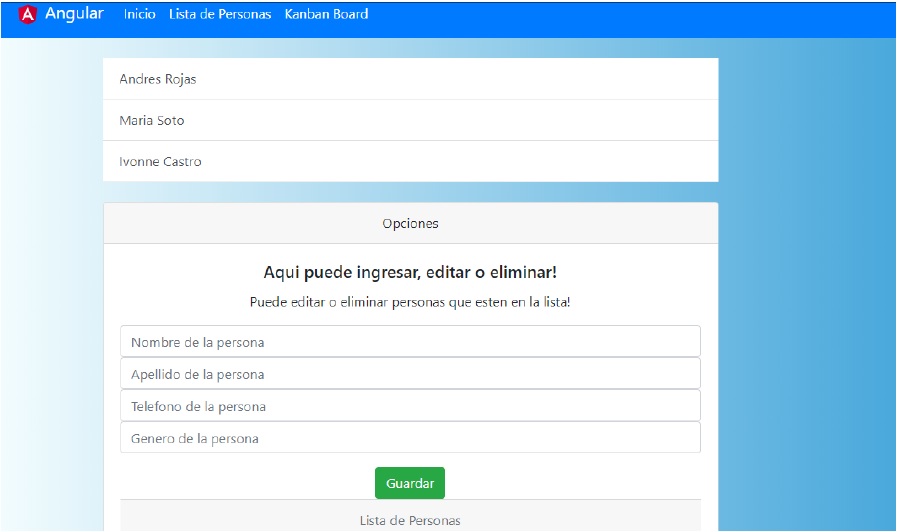 Angular Inicio Lista de Personas Kanban Board
Andres Rojas
Maria Soto
Ivonne Castro
Opciones
Aqui puede ingresar, editar o eliminar!
Puede editar o eliminar personas que esten en la lista!
Nombre de la persona
Apellido de la persona
Telefono de la persona
Genero de la persona
Guardar
Lista de Personas